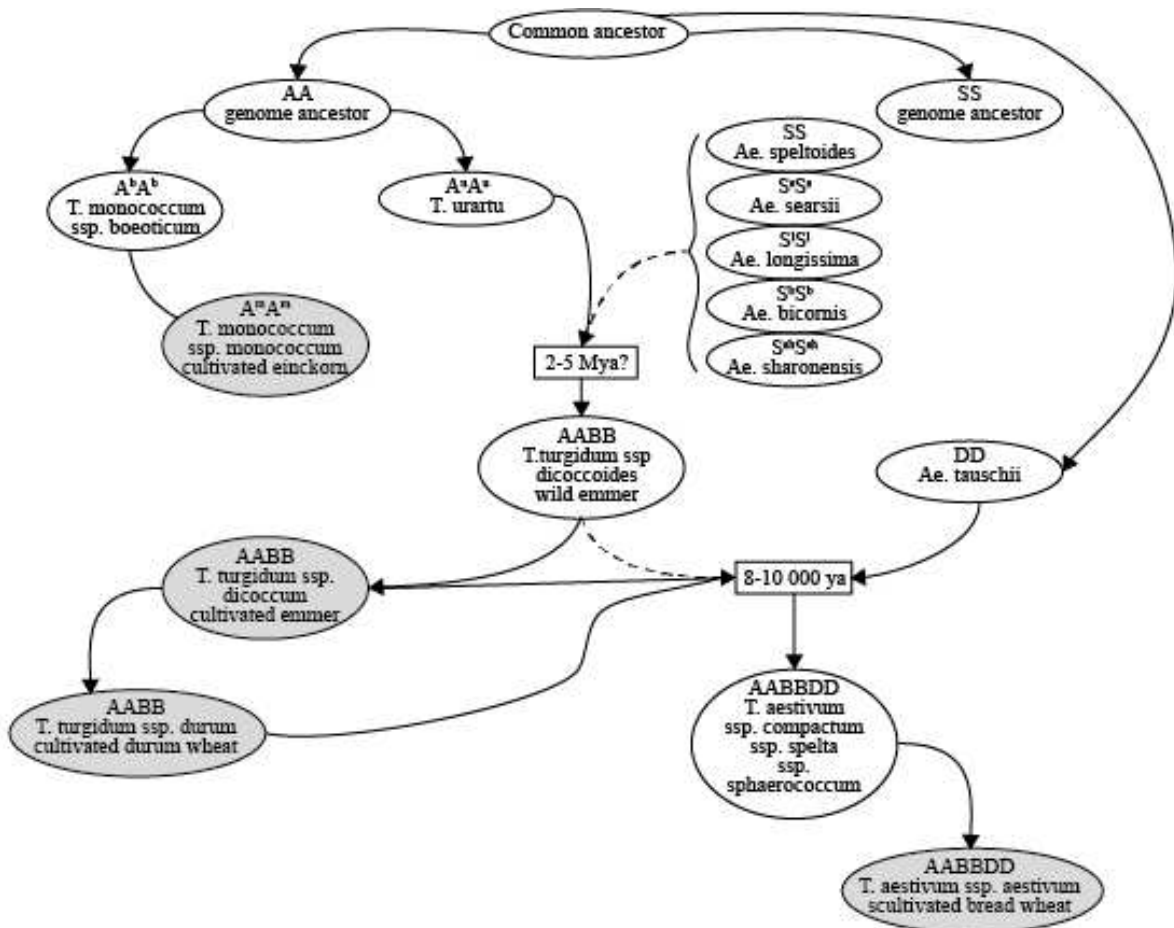 Common ancestor
AA
genome ancestor
SS
genome ancestor
AᵇAᵇ
T. monococcum
ssp. boeoticum
AᵘAᵘ
T. urartu
SS
Ae. speltoides
SˢSˢ
Ae. searsii
SˡSˡ
Ae. longissima
SᵇSᵇ
Ae. bicornis
SˢʰSˢʰ
Ae. sharonensis
AᵐAᵐ
T. monococcum
ssp. monococcum
cultivated einckorn
2-5 Mya?
AABB
T.turgidum ssp
dicoccoides
wild emmer
DD
Ae. tauschii
AABB
T. turgidum ssp.
dicoccum
cultivated emmer
8-10 000 ya
AABB
T. turgidum ssp. durum
cultivated durum wheat
AABBDD
T. aestivum
ssp. compactum
ssp. spelta
ssp.
sphaerococcum
AABBDD
T. aestivum ssp. aestivum
scultivated bread wheat